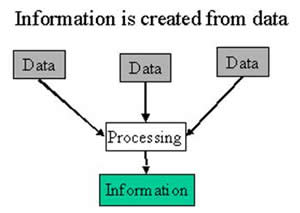 Information is created from data
Data
Data
Data
Processing
Information